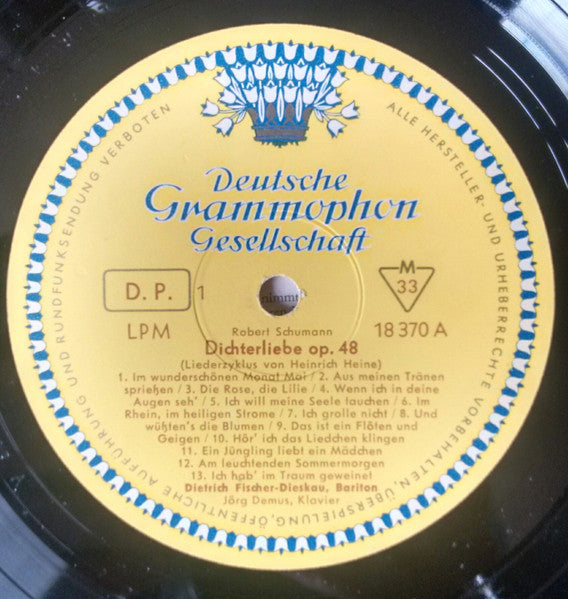 Deutsche
Grammophon
Gesellschaft
D. P.
1
M
33
LPM
18 370 A
Robert Schumann
Dichterliebe op. 48
(Liederzyklus von Heinrich Heine)
1. Im wunderschönen Monat Mai / 2. Aus meinen Tränen
sprießen / 3. Die Rose, die Lilie / 4. Wenn ich in deine
Augen seh' / 5. Ich will meine Seele tauchen / 6. Im
Rhein, im heiligen Strome / 7. Ich grolle nicht / 8. Und
wüßten's die Blumen / 9. Das ist ein Flöten und
Geigen / 10. Hör' ich das Liedchen klingen
11. Ein Jüngling liebt ein Mädchen
12. Am leuchtenden Sommermorgen
13. Ich hab' im Traum geweinet
Dietrich Fischer-Dieskau, Bariton
Jörg Demus, Klavier
ALLE HERSTELLER- UND URHEBERRECHTE VORBEHALTEN, ÜBERSPIELUNG, ÖFFENTLICHE AUFFÜHRUNG UND RUNDFUNKSENDUNG VERBOTEN